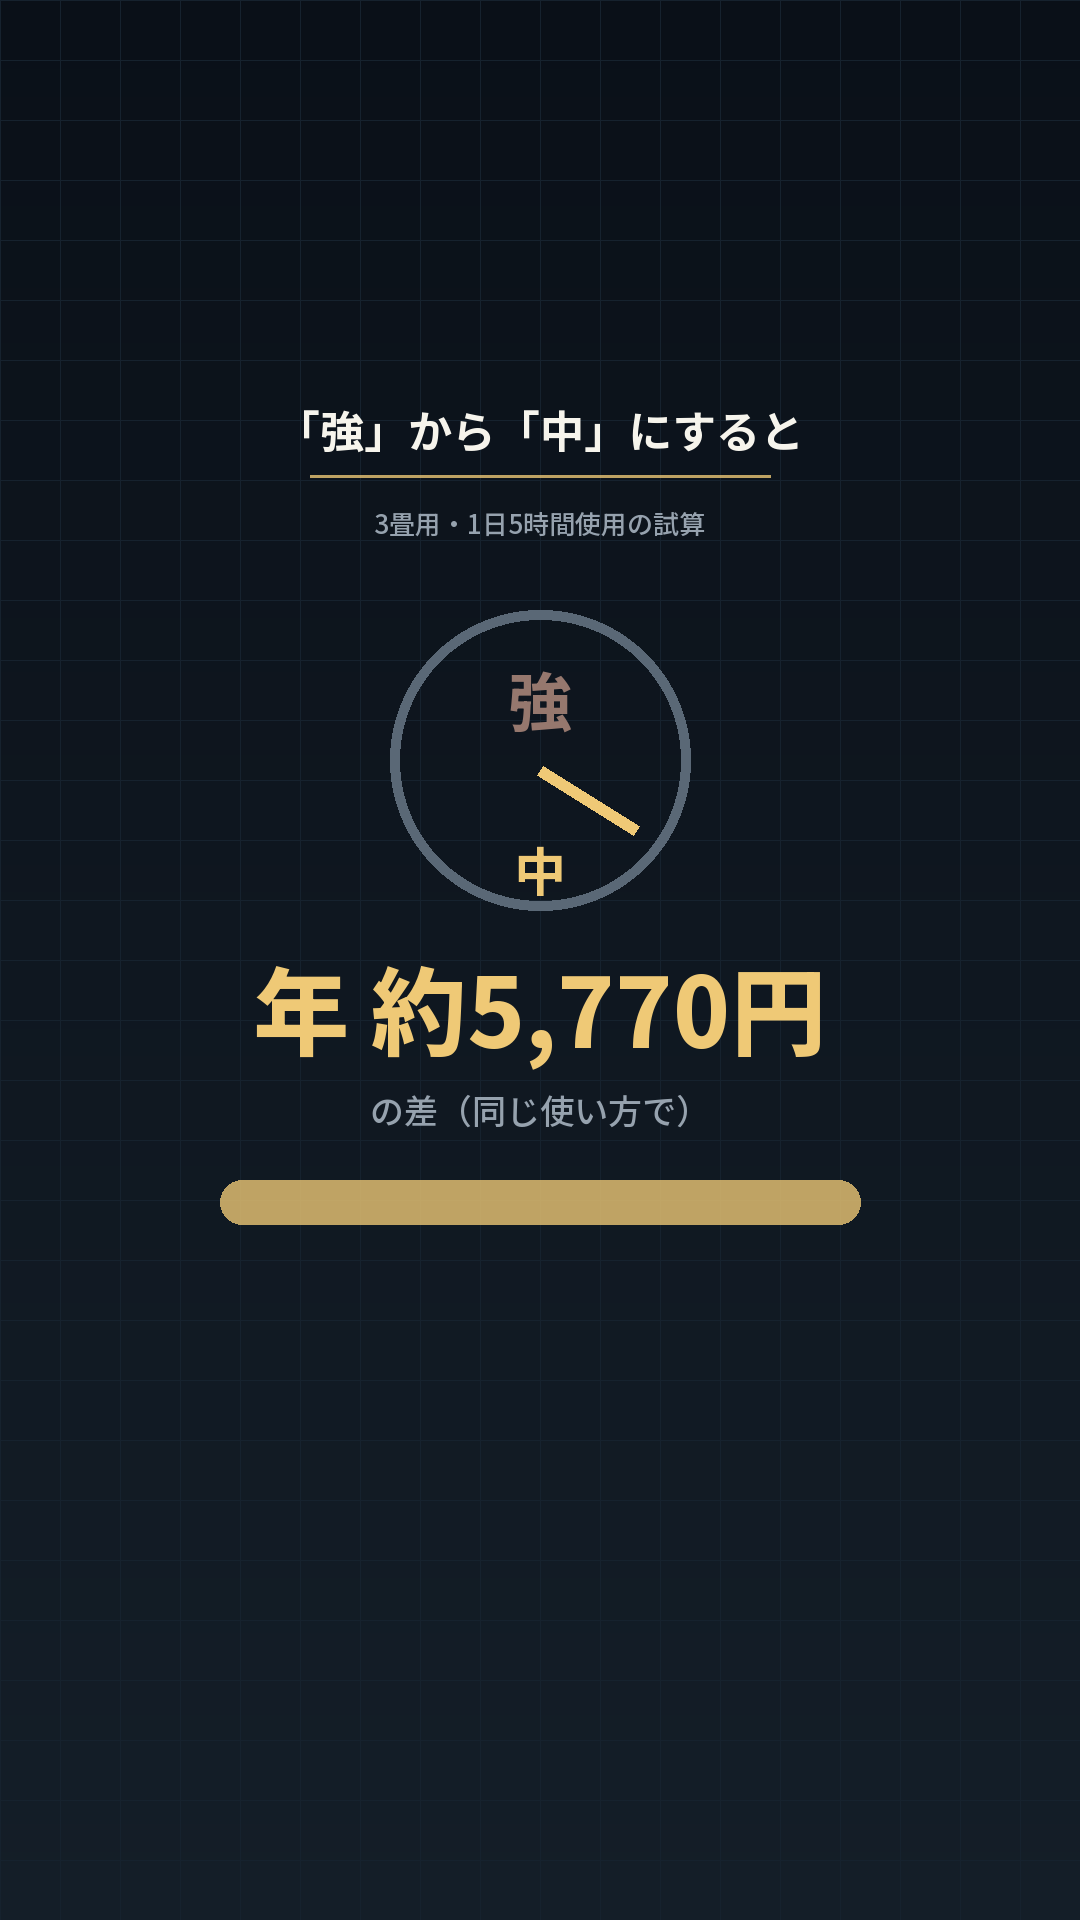 「強」から「中」にすると
3畳用・1日5時間使用の試算
強
中
年 約5,770円
の差（同じ使い方で）